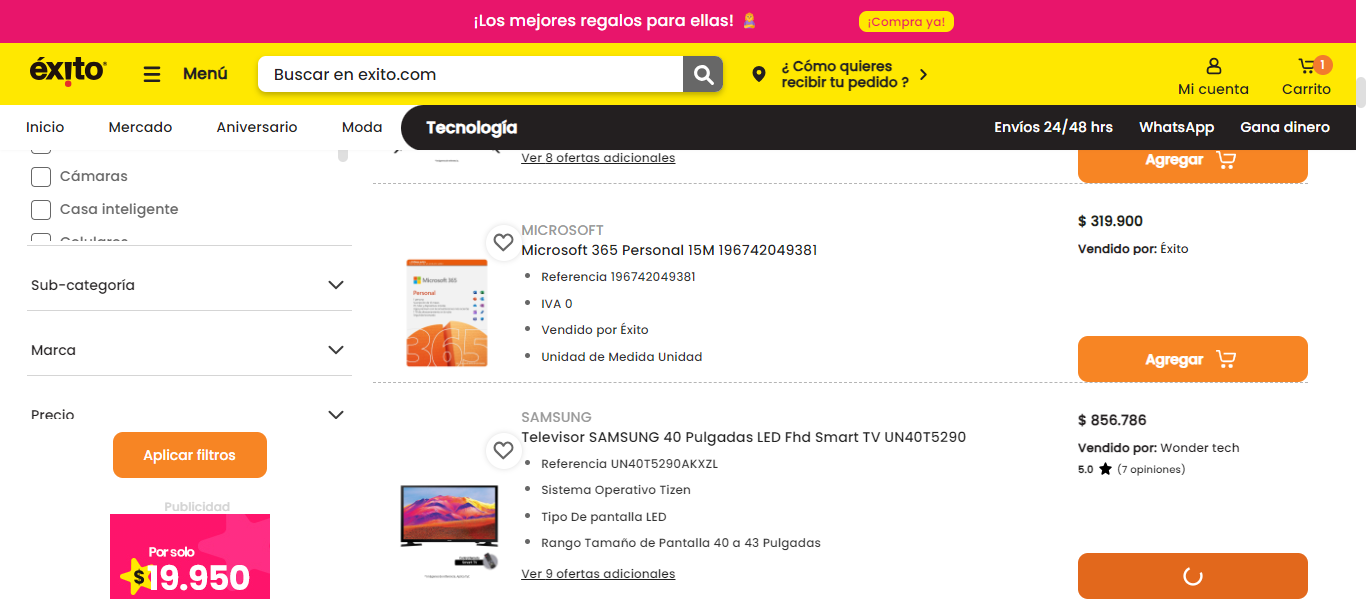 ¡Los mejores regalos para ellas!
¡Compra ya!
éxito
Menú
Buscar en exito.com
¿ Cómo quieres
recibir tu pedido ?
Mi cuenta
1
Carrito
Inicio
Mercado
Aniversario
Moda
Tecnología
Envíos 24/48 hrs
WhatsApp
Gana dinero
Cámaras
Casa inteligente
Celulares
Sub-categoría
Marca
Precio
Aplicar filtros
Publicidad
Por solo
$19.950
Ver 8 ofertas adicionales
Agregar
MICROSOFT
Microsoft 365 Personal 15M 196742049381
Referencia 196742049381
IVA 0
Vendido por Éxito
Unidad de Medida Unidad
Microsoft 365
Personal
365
$ 319.900
Vendido por: Éxito
Agregar
SAMSUNG
Televisor SAMSUNG 40 Pulgadas LED Fhd Smart TV UN40T5290
Referencia UN40T5290AKXZL
Sistema Operativo Tizen
Tipo De pantalla LED
Rango Tamaño de Pantalla 40 a 43 Pulgadas
Ver 9 ofertas adicionales
$ 856.786
Vendido por: Wonder tech
5.0 (7 opiniones)